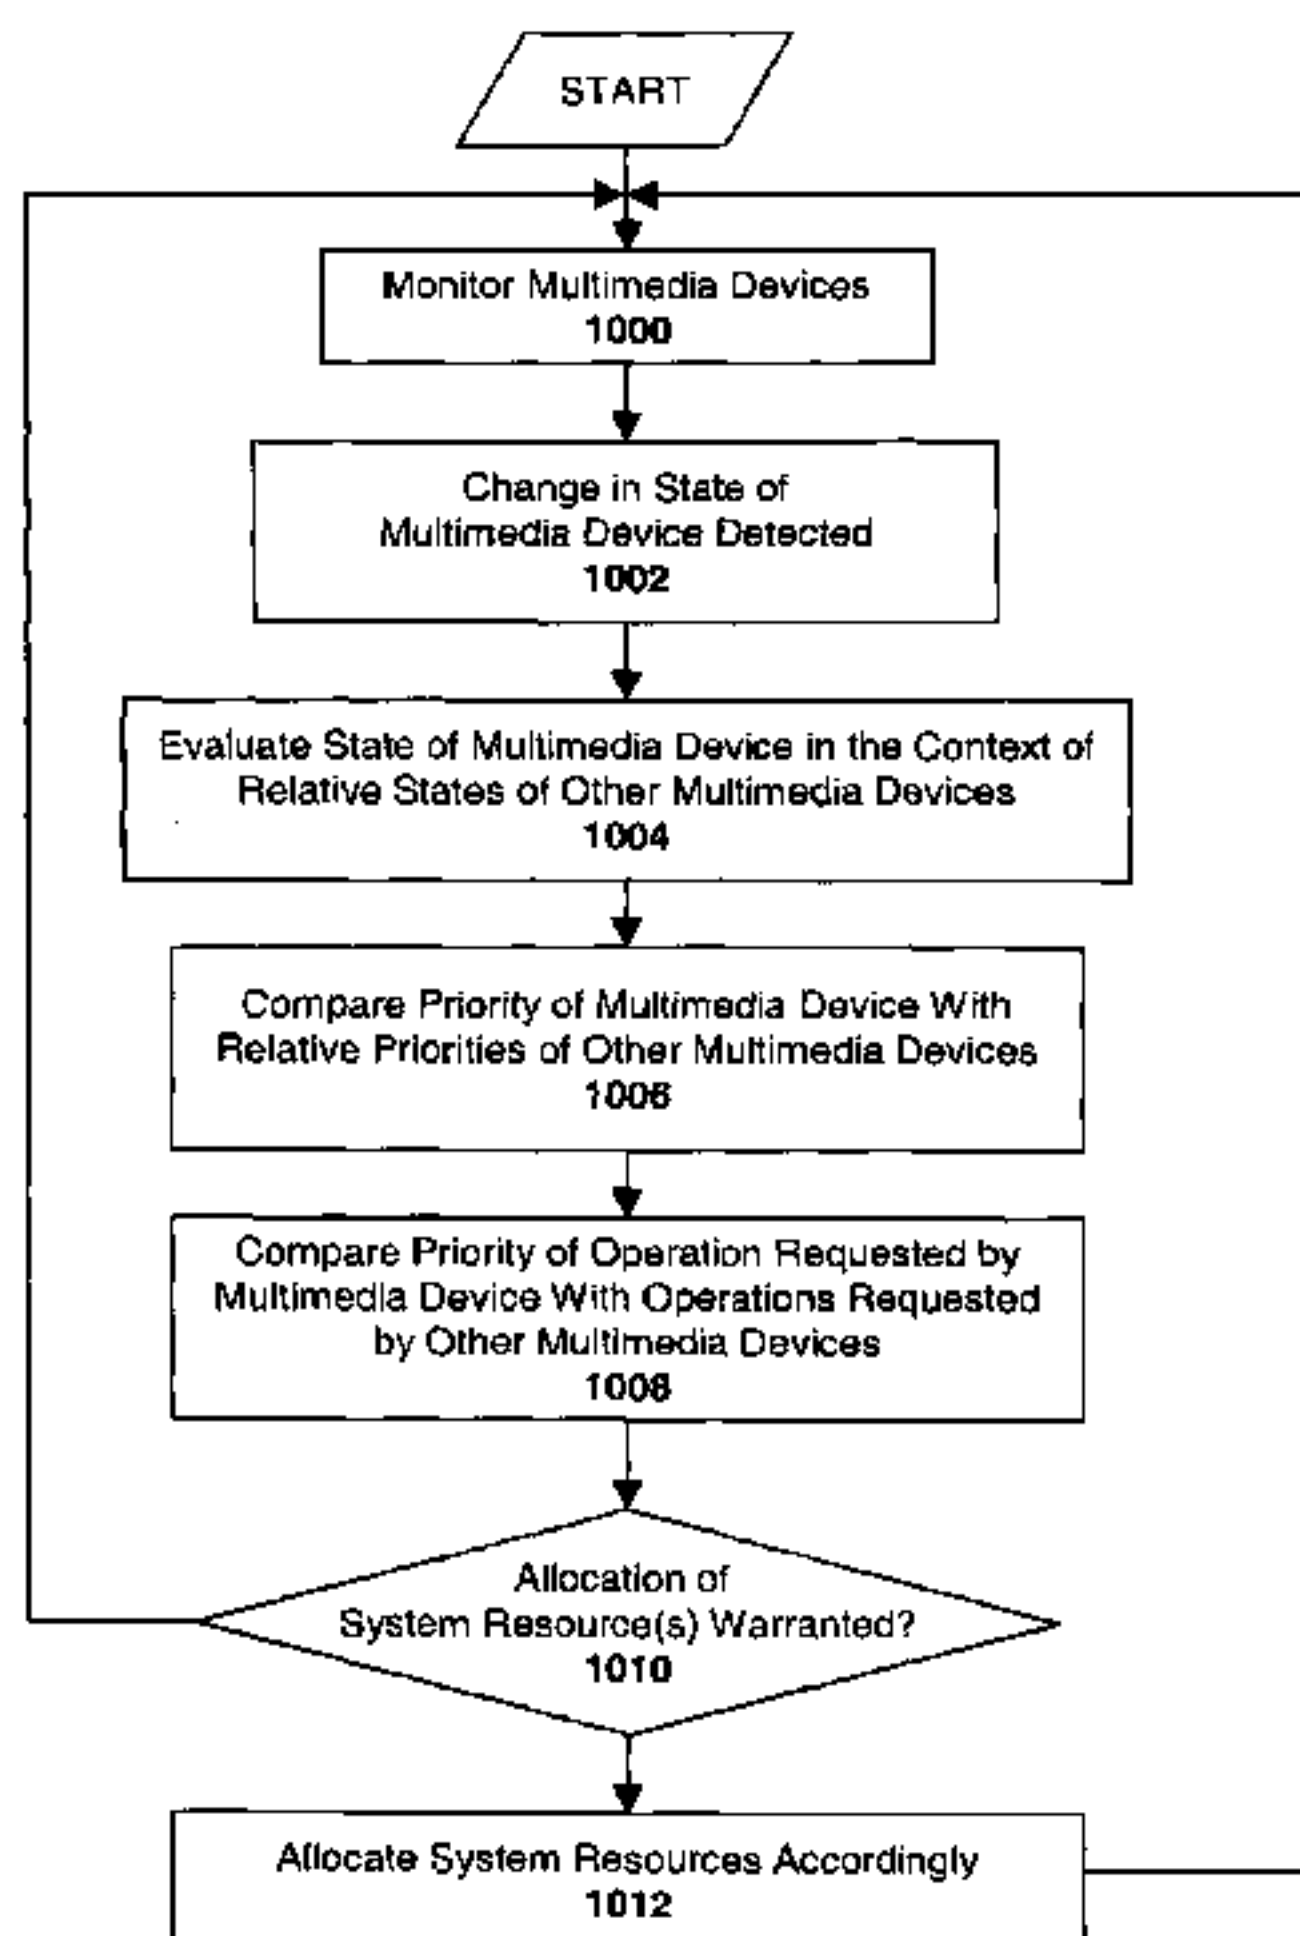 START
Monitor Multimedia Devices
1000
Change in State of
Multimedia Device Detected
1002
Evaluate State of Multimedia Device in the Context of
Relative States of Other Multimedia Devices
1004
Compare Priority of Multimedia Device With
Relative Priorities of Other Multimedia Devices
1006
Compare Priority of Operation Requested by
Multimedia Device With Operations Requested
by Other Multimedia Devices
1008
Allocation of
System Resource(s) Warranted?
1010
Allocate System Resources Accordingly
1012